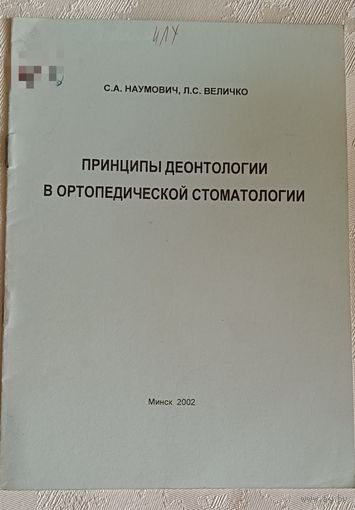 С.А. НАУМОВИЧ, Л.С. ВЕЛИЧКО
ПРИНЦИПЫ ДЕОНТОЛОГИИ
В ОРТОПЕДИЧЕСКОЙ СТОМАТОЛОГИИ
Минск 2002